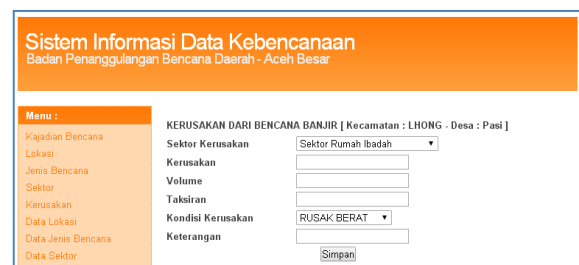 Sistem Informasi Data Kebencanaan
Badan Penanggulangan Bencana Daerah - Aceh Besar
Menu :
Kajadian Bencana
Lokasi
Jenis Bencana
Sektor
Kerusakan
Data Lokasi
Data Jenis Bencana
Data Sektor
KERUSAKAN DARI BENCANA BANJIR [ Kecamatan : LHONG - Desa : Pasi ]
Sektor Kerusakan Sektor Rumah Ibadah
Kerusakan
Volume
Taksiran
Kondisi Kerusakan RUSAK BERAT
Keterangan
Simpan